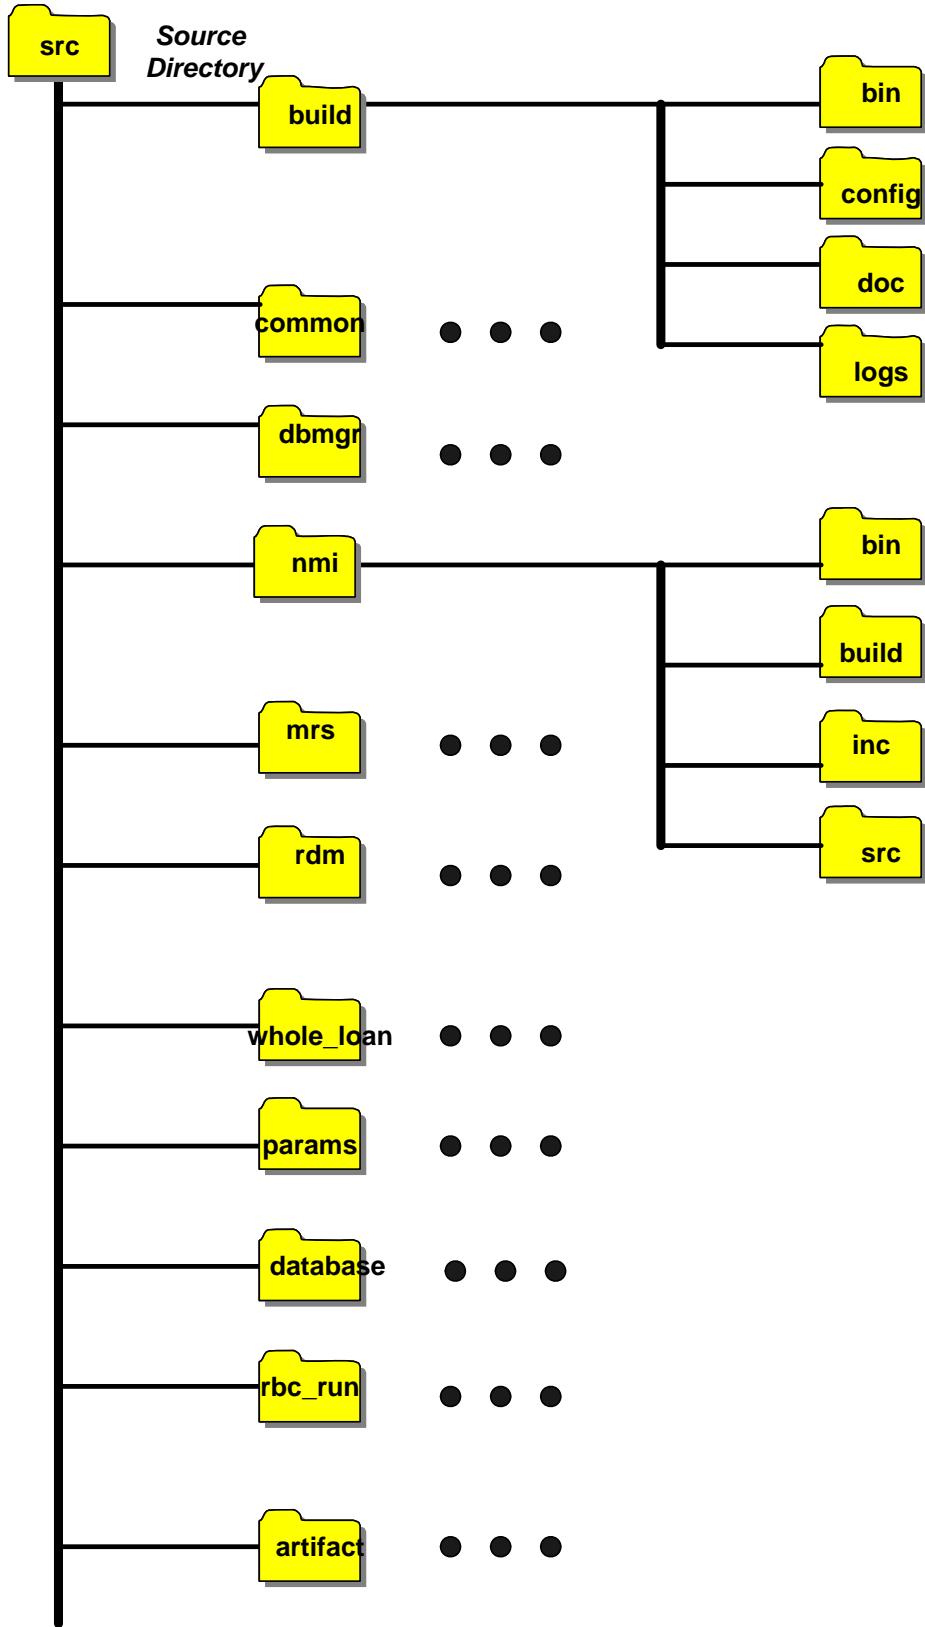 src
Source
Directory
build
bin
config
doc
logs
common
dbmgr
nmi
bin
build
inc
src
mrs
rdm
whole_loan
params
database
rbc_run
artifact